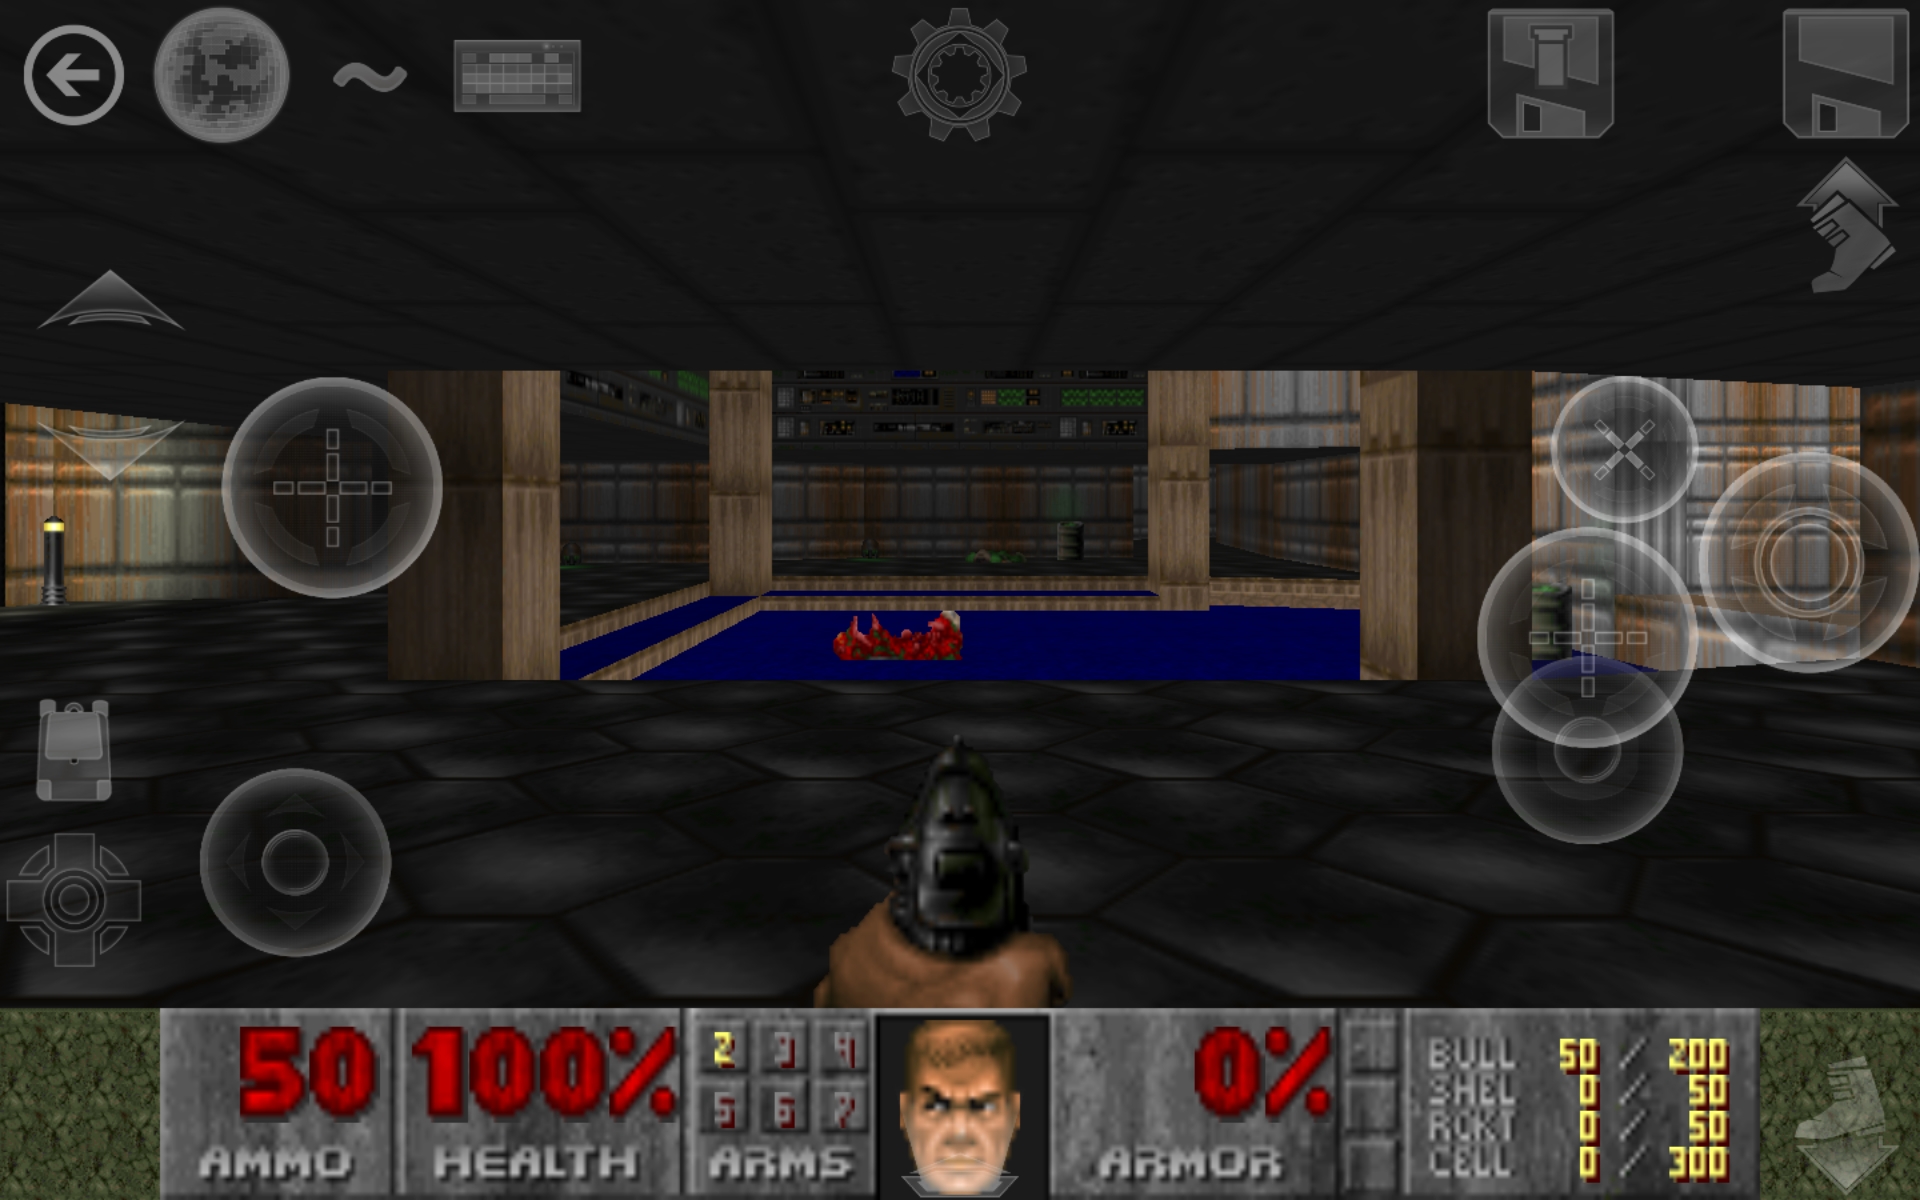 50 100% 2 3 4 0% BULL 50 / 200
5 6 7 SHEL 0 / 50
RCKT 0 / 50
AMMO HEALTH ARMS ARMOR CELL 0 / 300